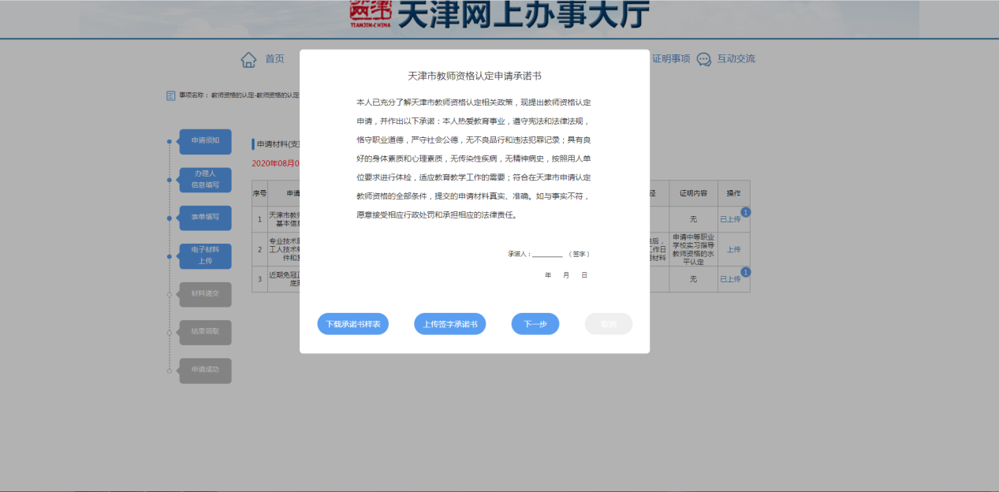 TIANJIN·CHINA
天津网上办事大厅
首页
证明事项
互动交流
事项名称： 教师资格的认定-教师资格的认定
天津市教师资格认定申请承诺书
本人已充分了解天津市教师资格认定相关政策，现提出教师资格认定
申请，并作出以下承诺：本人热爱教育事业，遵守宪法和法律法规，
恪守职业道德，严守社会公德，无不良品行和违法犯罪记录；具有良
好的身体素质和心理素质，无传染性疾病，无精神病史，按照用人单
位要求进行体检，适应教育教学工作的需要；符合在天津市申请认定
教师资格的全部条件，提交的申请材料真实、准确。如与事实不符，
愿意接受相应行政处罚和承担相应的法律责任。
承诺人：________ （签字）
年 月 日
下载承诺书样表
上传签字承诺书
下一步
取消
申请须知
办理人
信息填写
表单填写
电子材料
上传
材料递交
结果领取
申请成功
申请材料(支
2020年08月0
序号 申请 径 证明内容 操作
1
天津市教师
基本信息
无
已上传 1
2
专业技术职
工人技术等
件和复
后，
工作日
材料
申请中等职业
学校实习指导
教师资格的水
平认定
上传
3
近期免冠正
底照
无
已上传 1